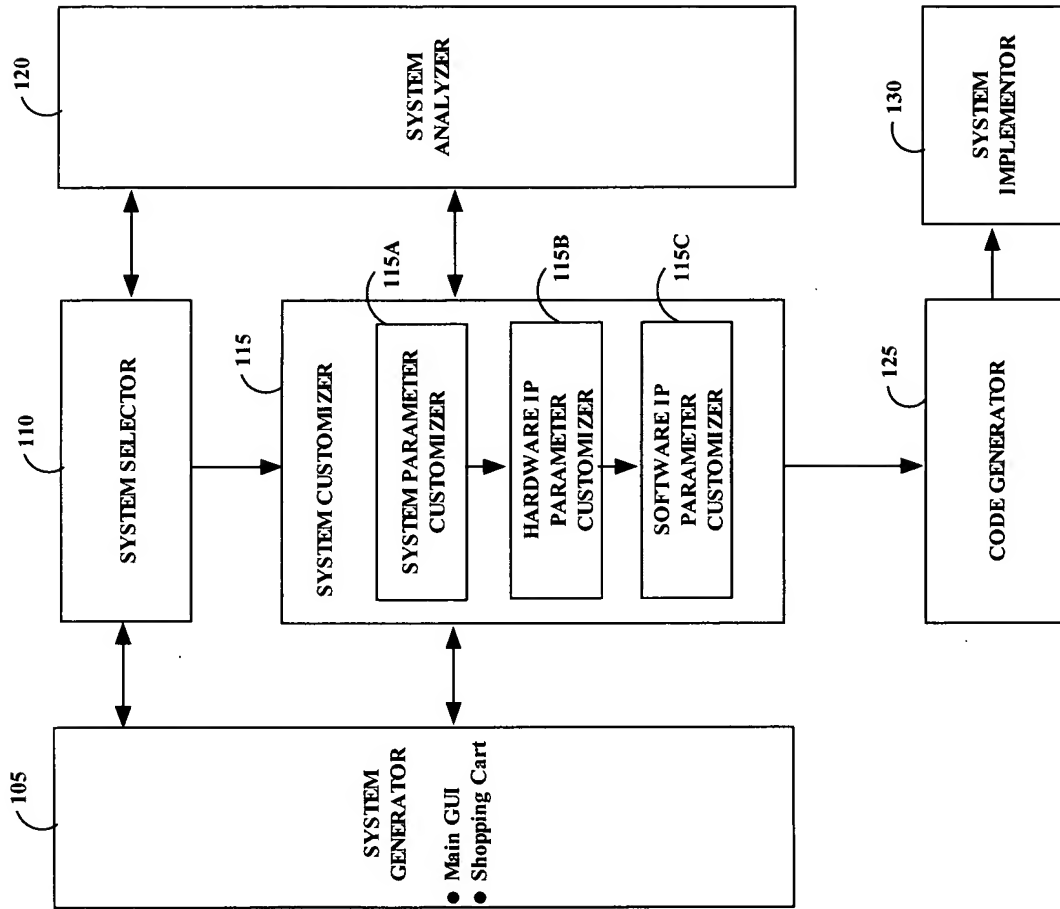 105
SYSTEM
GENERATOR
● Main GUI
● Shopping Cart
110
SYSTEM SELECTOR
115
SYSTEM CUSTOMIZER
115A
SYSTEM PARAMETER
CUSTOMIZER
115B
HARDWARE IP
PARAMETER
CUSTOMIZER
115C
SOFTWARE IP
PARAMETER
CUSTOMIZER
120
SYSTEM
ANALYZER
125
CODE GENERATOR
130
SYSTEM
IMPLEMENTOR